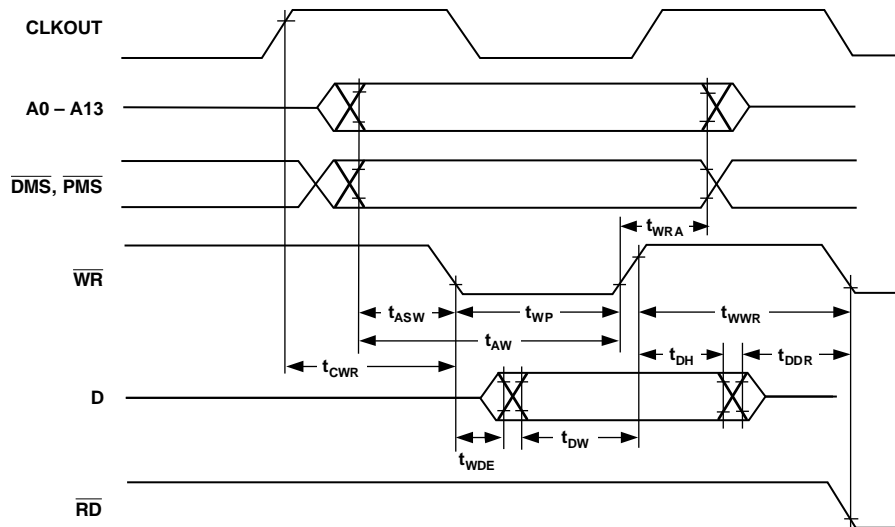 CLKOUT
A0 – A13
DMS, PMS
tWRA
WR
tASW
tWP
tWWR
tAW
tCWR
tDH
tDDR
D
tWDE
tDW
RD